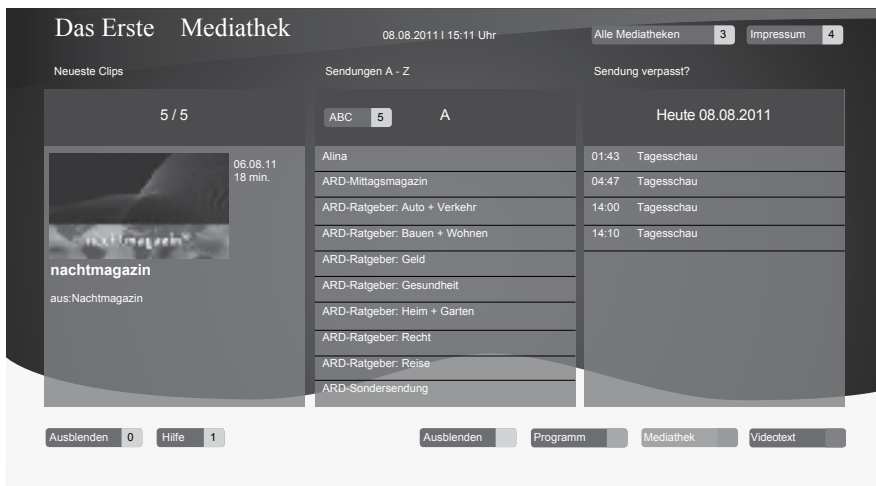 Das Erste Mediathek
08.08.2011 I 15:11 Uhr
Alle Mediatheken 3
Impressum 4
Neueste Clips
Sendungen A - Z
Sendung verpasst?
5 / 5
06.08.11
18 min.
nachtmagazin
nachtmagazin
aus:Nachtmagazin
ABC 5
A
Alina
ARD-Mittagsmagazin
ARD-Ratgeber: Auto + Verkehr
ARD-Ratgeber: Bauen + Wohnen
ARD-Ratgeber: Geld
ARD-Ratgeber: Gesundheit
ARD-Ratgeber: Heim + Garten
ARD-Ratgeber: Recht
ARD-Ratgeber: Reise
ARD-Sondersendung
Heute 08.08.2011
01:43 Tagesschau
04:47 Tagesschau
14:00 Tagesschau
14:10 Tagesschau
Ausblenden 0
Hilfe 1
Ausblenden
Programm
Mediathek
Videotext